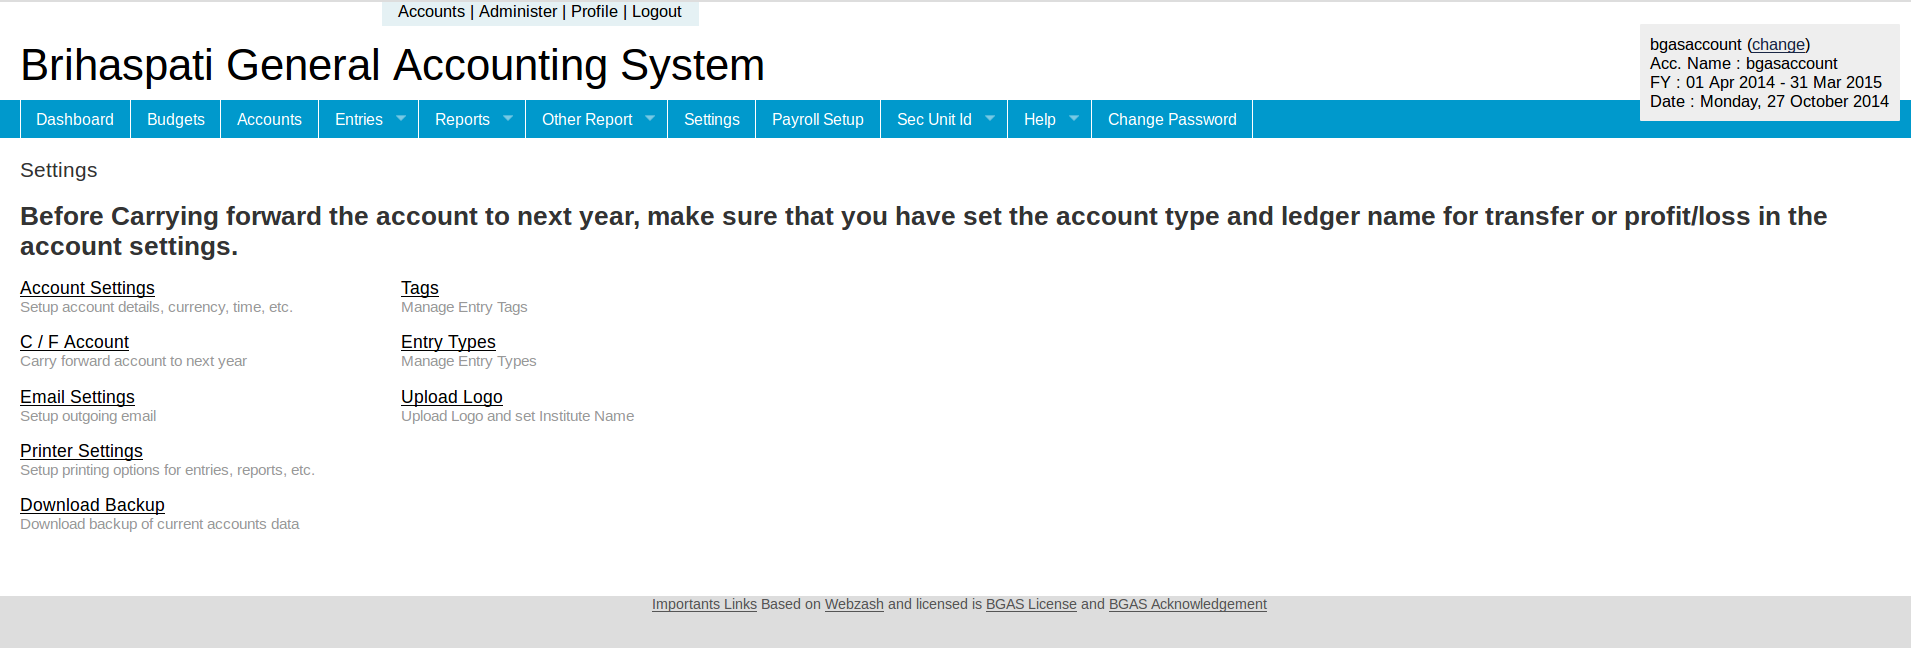 Accounts | Administer | Profile | Logout
Brihaspati General Accounting System
bgasaccount (change)
Acc. Name : bgasaccount
FY : 01 Apr 2014 - 31 Mar 2015
Date : Monday, 27 October 2014
Dashboard Budgets Accounts Entries Reports Other Report Settings Payroll Setup Sec Unit Id Help Change Password
Settings
Before Carrying forward the account to next year, make sure that you have set the account type and ledger name for transfer or profit/loss in the
account settings.
Account Settings
Setup account details, currency, time, etc.
C / F Account
Carry forward account to next year
Email Settings
Setup outgoing email
Printer Settings
Setup printing options for entries, reports, etc.
Download Backup
Download backup of current accounts data
Tags
Manage Entry Tags
Entry Types
Manage Entry Types
Upload Logo
Upload Logo and set Institute Name
Importants Links Based on Webzash and licensed is BGAS License and BGAS Acknowledgement